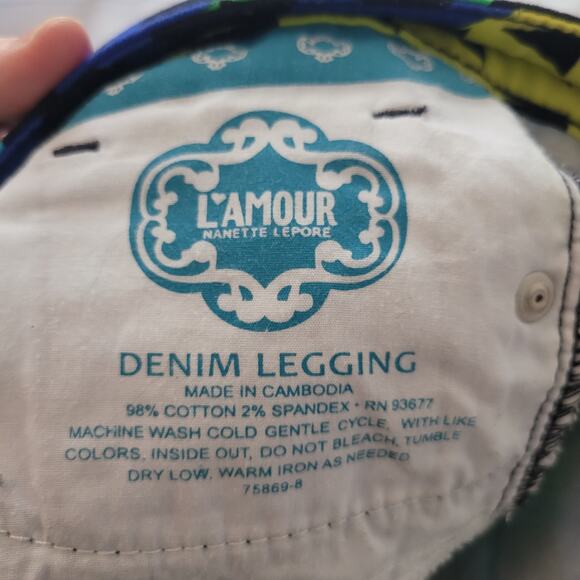 L'AMOUR
NANETTE LEPORE
DENIM LEGGING
MADE IN CAMBODIA
98% COTTON 2% SPANDEX • RN 93677
MACHINE WASH COLD GENTLE CYCLE, WITH LIKE
COLORS, INSIDE OUT, DO NOT BLEACH, TUMBLE
DRY LOW, WARM IRON AS NEEDED
75869-8